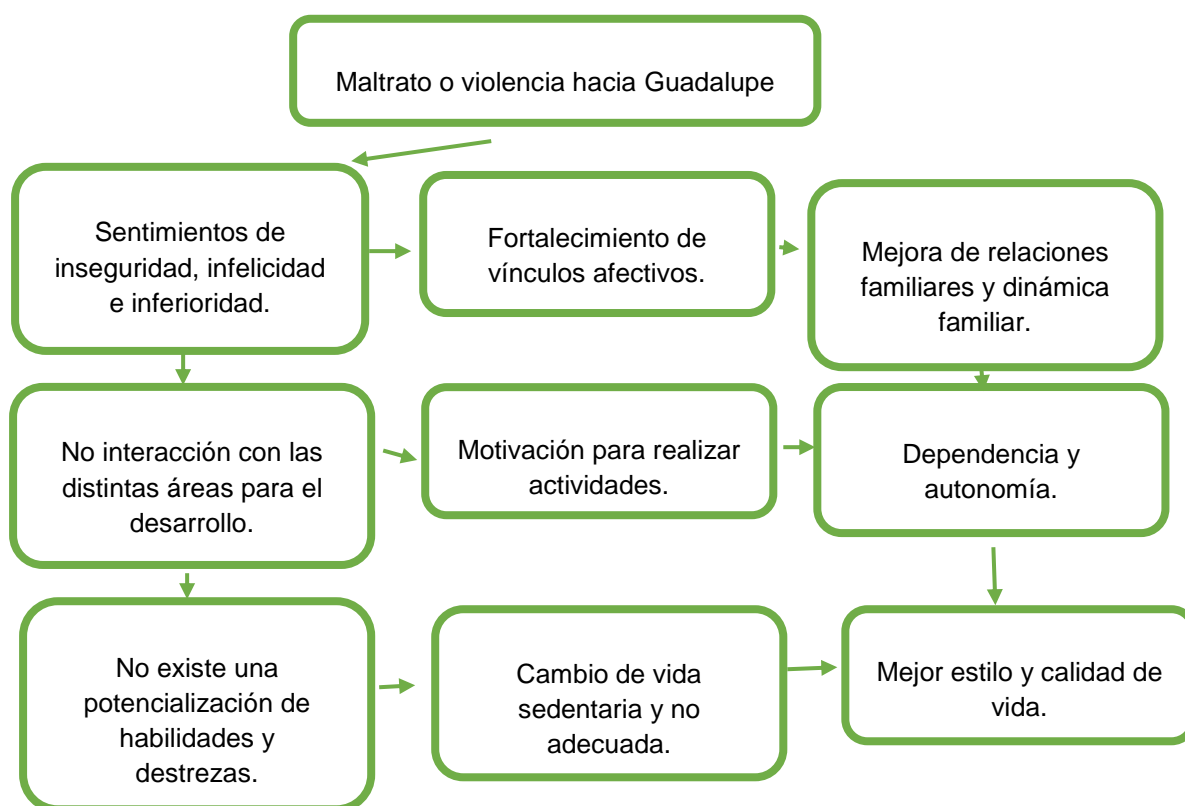 Maltrato o violencia hacia Guadalupe
Sentimientos de
inseguridad, infelicidad
e inferioridad.
Fortalecimiento de
vínculos afectivos.
Mejora de relaciones
familiares y dinámica
familiar.
No interacción con las
distintas áreas para el
desarrollo.
Motivación para realizar
actividades.
Dependencia y
autonomía.
No existe una
potencialización de
habilidades y
destrezas.
Cambio de vida
sedentaria y no
adecuada.
Mejor estilo y calidad de
vida.